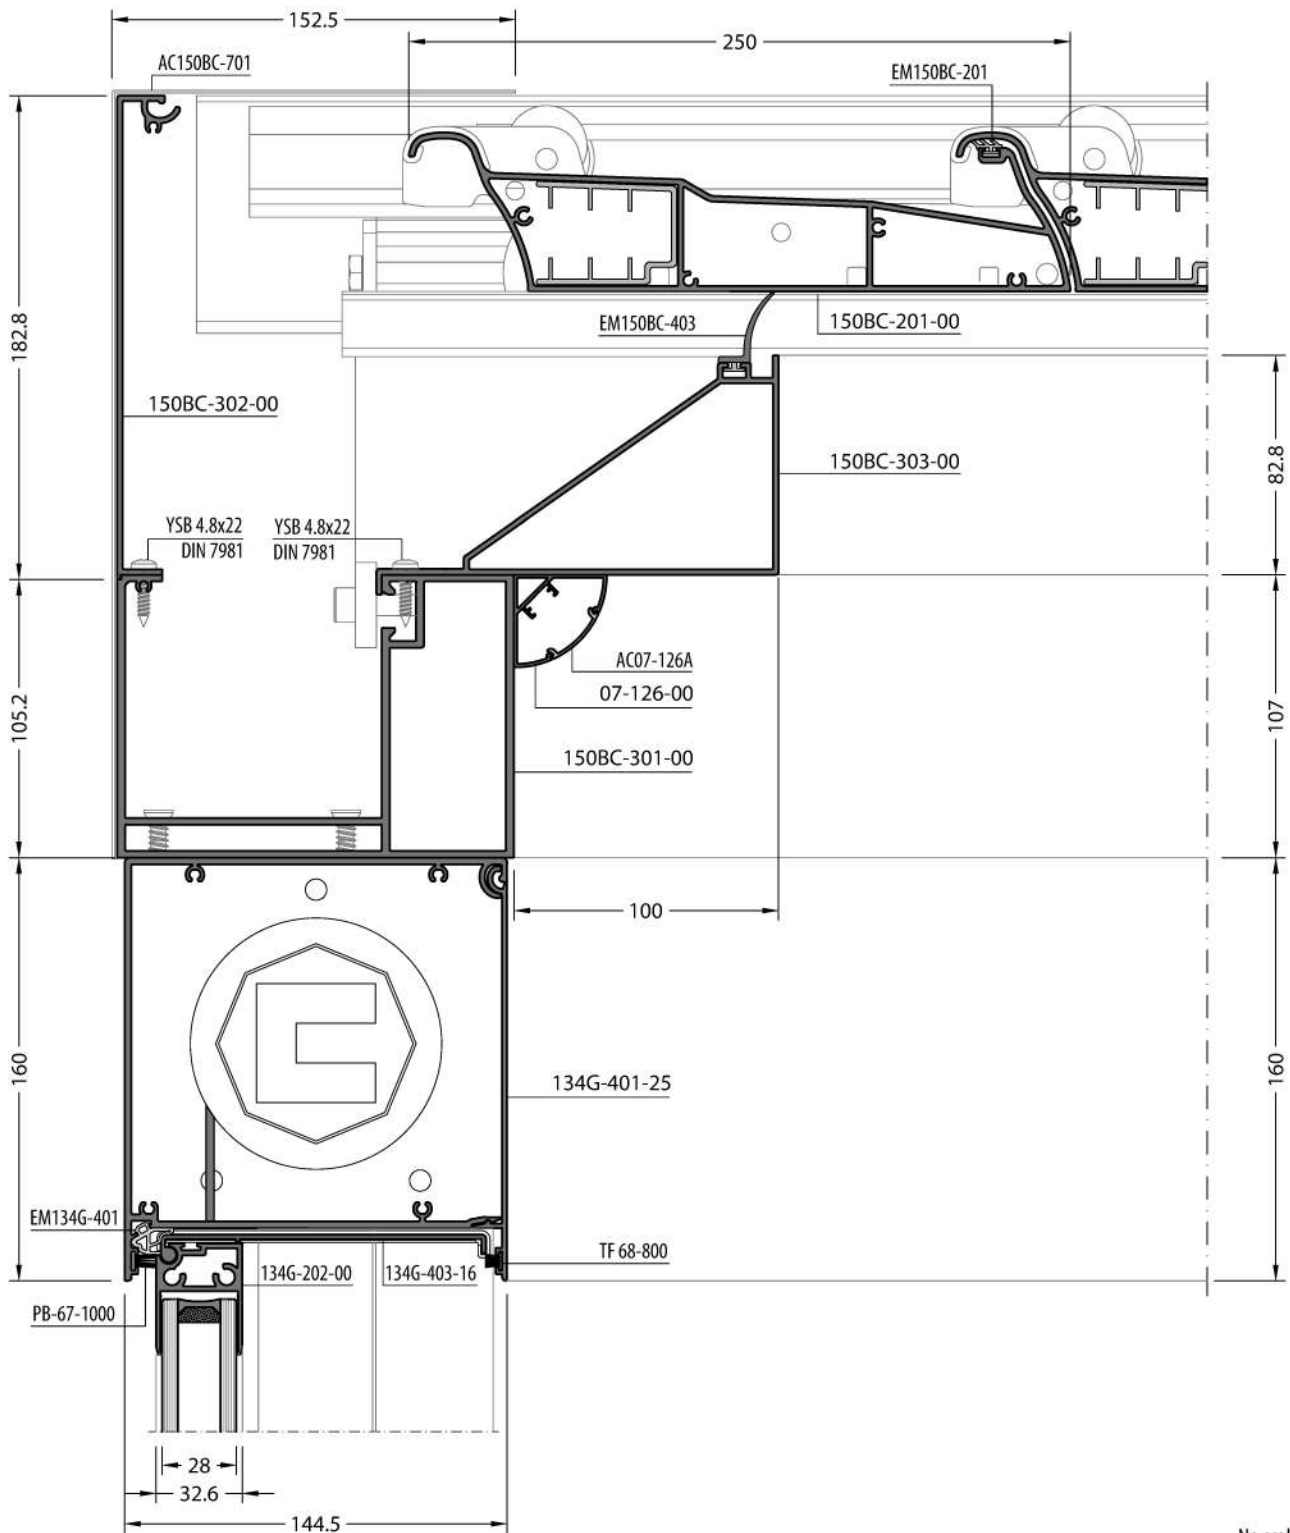 152.5
250
AC150BC-701
EM150BC-201
182.8
EM150BC-403
150BC-201-00
150BC-302-00
150BC-303-00
82.8
YSB 4.8x22
DIN 7981
YSB 4.8x22
DIN 7981
AC07-126A
07-126-00
105.2
107
150BC-301-00
100
E
160
134G-401-25
160
EM134G-401
TF 68-800
134G-202-00
134G-403-16
PB-67-1000
28
32.6
144.5